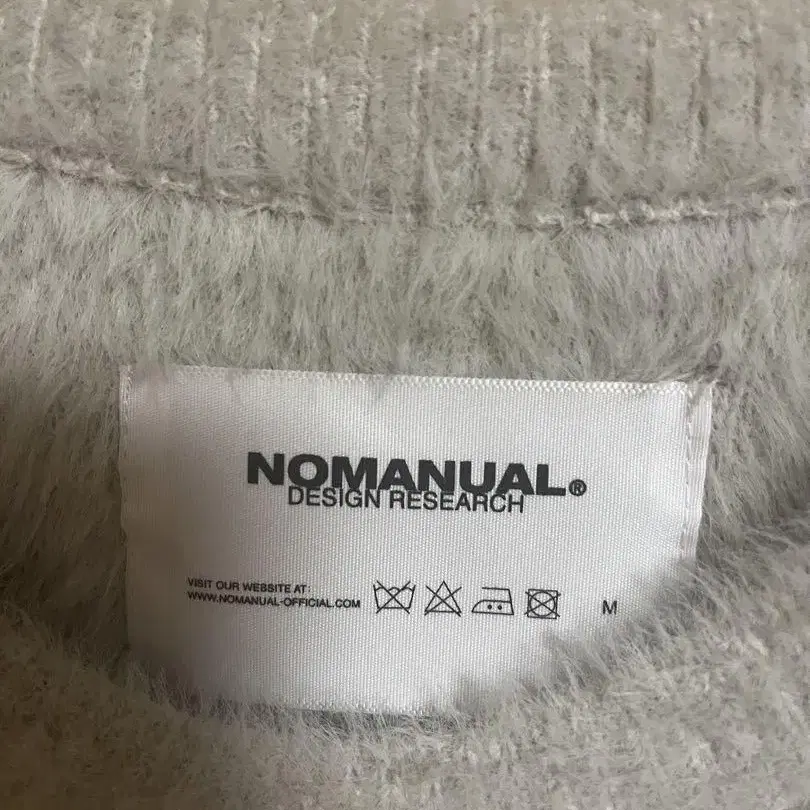 NOMANUAL®
DESIGN RESEARCH
VISIT OUR WEBSITE AT:
WWW.NOMANUAL-OFFICIAL.COM
M